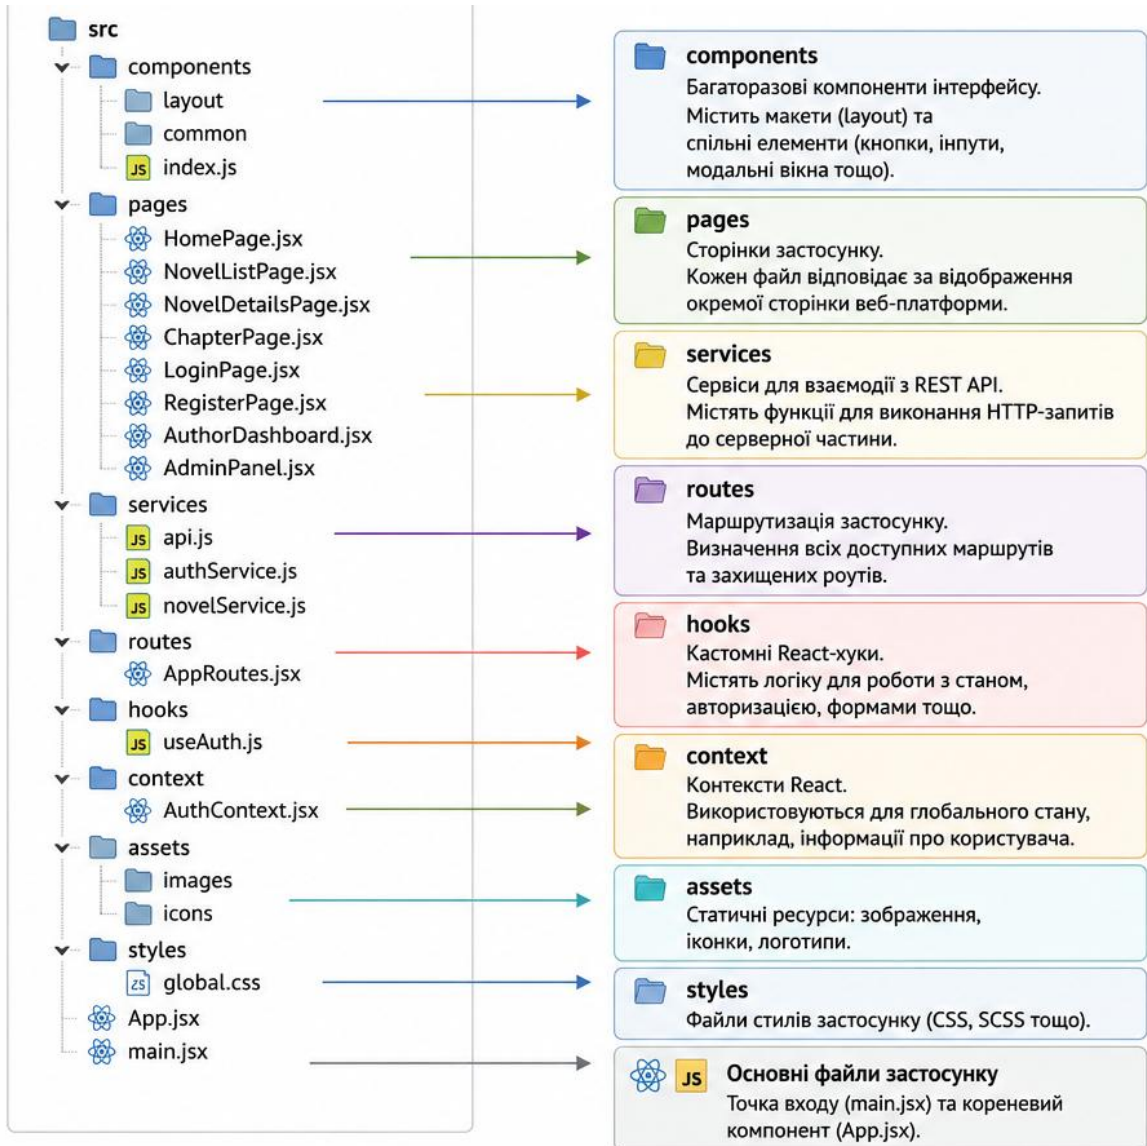 src
components
layout
common
JS index.js
pages
HomePage.jsx
NovelListPage.jsx
NovelDetailsPage.jsx
ChapterPage.jsx
LoginPage.jsx
RegisterPage.jsx
AuthorDashboard.jsx
AdminPanel.jsx
services
JS api.js
JS authService.js
JS novelService.js
routes
AppRoutes.jsx
hooks
JS useAuth.js
context
AuthContext.jsx
assets
images
icons
styles
global.css
App.jsx
main.jsx
components
Багаторазові компоненти інтерфейсу.
Містить макети (layout) та
спільні елементи (кнопки, інпути,
модальні вікна тощо).
pages
Сторінки застосунку.
Кожен файл відповідає за відображення
окремої сторінки веб-платформи.
services
Сервіси для взаємодії з REST API.
Містять функції для виконання HTTP-запитів
до серверної частини.
routes
Маршрутизація застосунку.
Визначення всіх доступних маршрутів
та захищених роутів.
hooks
Кастомні React-хуки.
Містять логіку для роботи з станом,
авторизацією, формами тощо.
context
Контексти React.
Використовуються для глобального стану,
наприклад, інформації про користувача.
assets
Статичні ресурси: зображення,
іконки, логотипи.
styles
Файли стилів застосунку (CSS, SCSS тощо).
JS Основні файли застосунку
Точка входу (main.jsx) та кореневий
компонент (App.jsx).